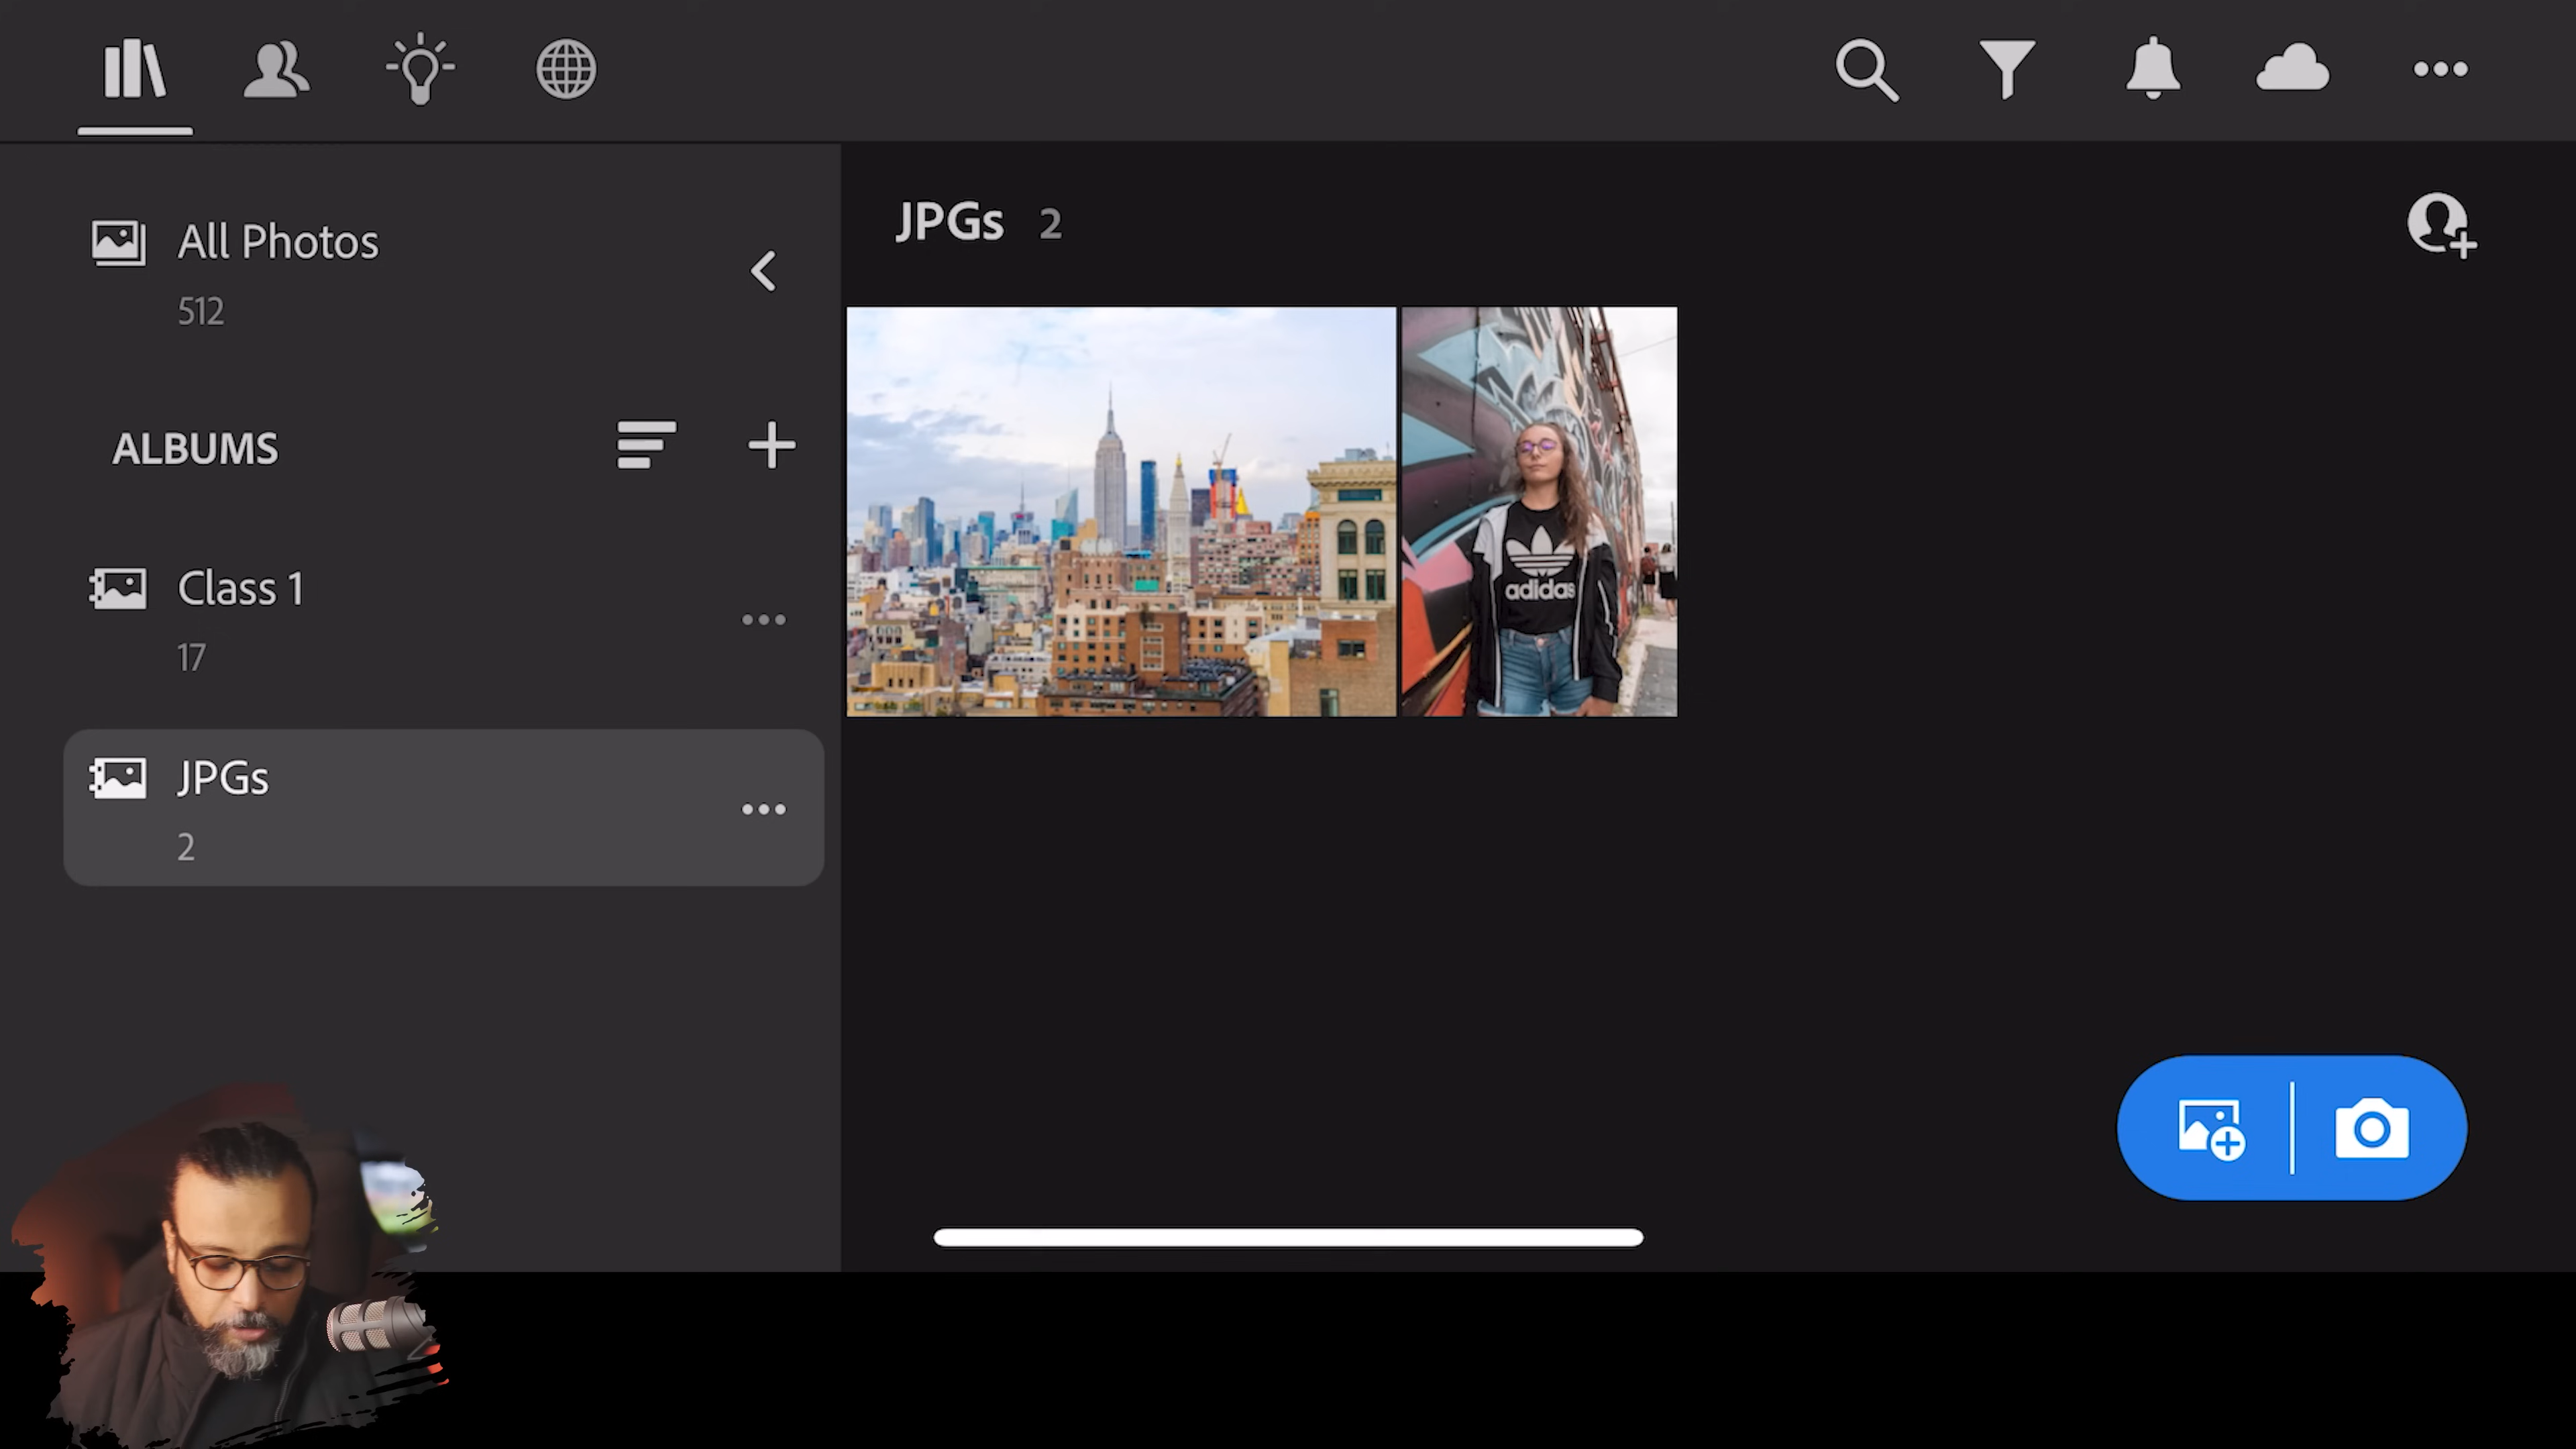 All Photos
512
ALBUMS
Class 1
17
JPGs
2
JPGs 2
adidas